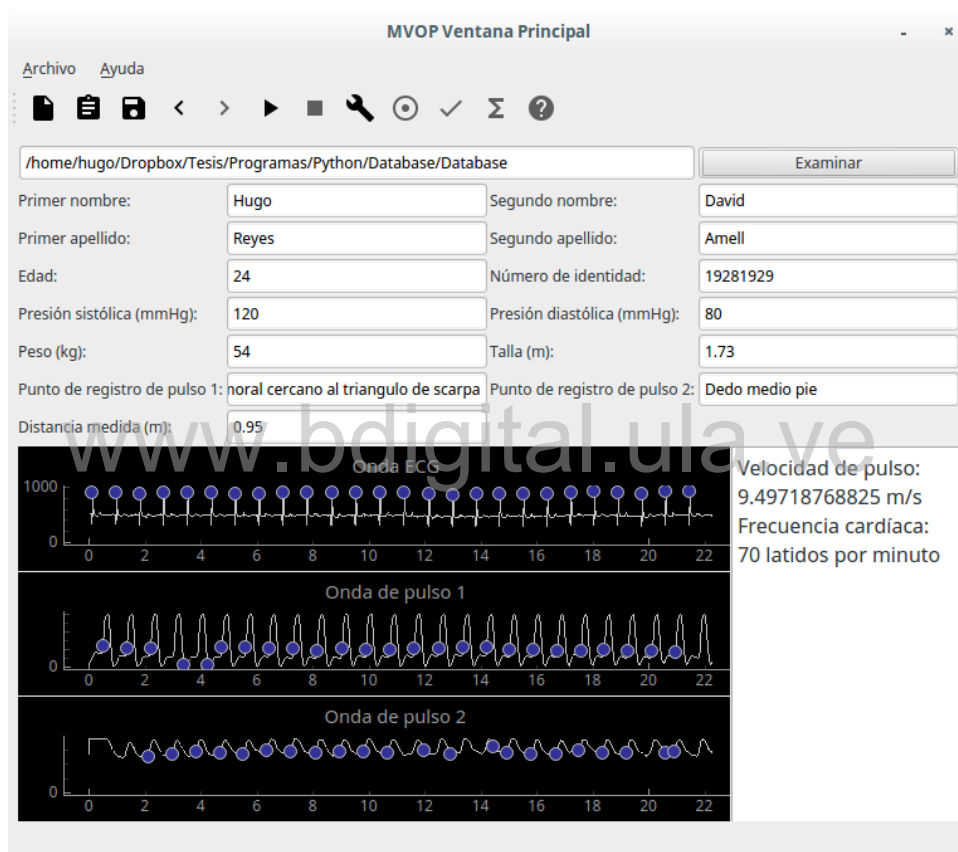 MVOP Ventana Principal
Archivo Ayuda
/home/hugo/Dropbox/Tesis/Programas/Python/Database/Database Examinar
Primer nombre: Hugo Segundo nombre: David
Primer apellido: Reyes Segundo apellido: Amell
Edad: 24 Número de identidad: 19281929
Presión sistólica (mmHg): 120 Presión diastólica (mmHg): 80
Peso (kg): 54 Talla (m): 1.73
Punto de registro de pulso 1: noral cercano al triangulo de scarpa Punto de registro de pulso 2: Dedo medio pie
Distancia medida (m): 0.95
www.bdigital.ula.ve
Onda ECG
1000
0
0 2 4 6 8 10 12 14 16 18 20 22
Onda de pulso 1
0
0 2 4 6 8 10 12 14 16 18 20 22
Onda de pulso 2
0
0 2 4 6 8 10 12 14 16 18 20 22
Velocidad de pulso:
9.49718768825 m/s
Frecuencia cardíaca:
70 latidos por minuto